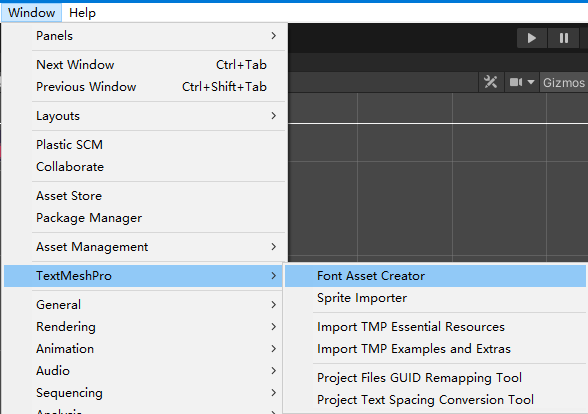 Window Help
Panels
Next Window Ctrl+Tab
Previous Window Ctrl+Shift+Tab
Gizmos
Layouts
Plastic SCM
Collaborate
Asset Store
Package Manager
Asset Management
TextMeshPro
Font Asset Creator
Sprite Importer
General
Rendering
Import TMP Essential Resources
Animation
Import TMP Examples and Extras
Audio
Project Files GUID Remapping Tool
Sequencing
Project Text Spacing Conversion Tool
Analysis